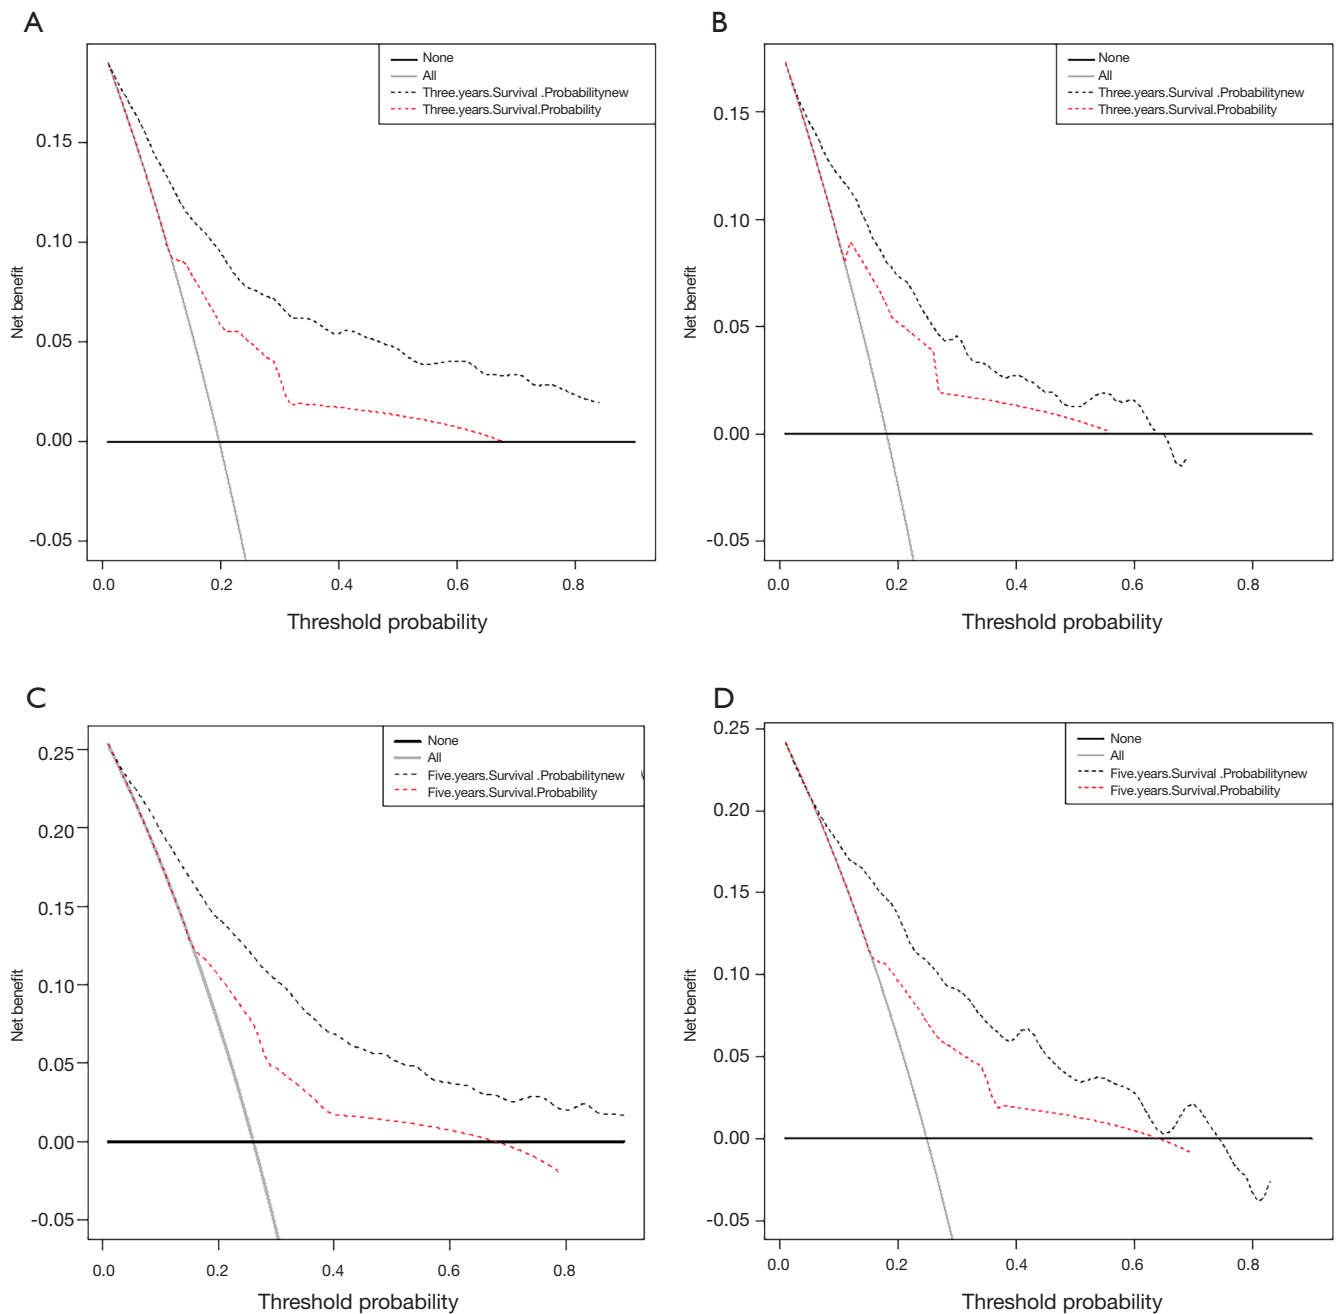 A
None
All
Three.years.Survival .Probabilitynew
Three.years.Survival.Probability
0.15
0.10
0.05
0.00
-0.05
Net benefit
0.0 0.2 0.4 0.6 0.8
Threshold probability
B
None
All
Three.years.Survival .Probabilitynew
Three.years.Survival.Probability
0.15
0.10
0.05
0.00
-0.05
Net benefit
0.0 0.2 0.4 0.6 0.8
Threshold probability
C
None
All
Five.years.Survival .Probabilitynew
Five.years.Survival.Probability
0.25
0.20
0.15
0.10
0.05
0.00
-0.05
Net benefit
0.0 0.2 0.4 0.6 0.8
Threshold probability
D
None
All
Five.years.Survival .Probabilitynew
Five.years.Survival.Probability
0.25
0.20
0.15
0.10
0.05
0.00
-0.05
Net benefit
0.0 0.2 0.4 0.6 0.8
Threshold probability